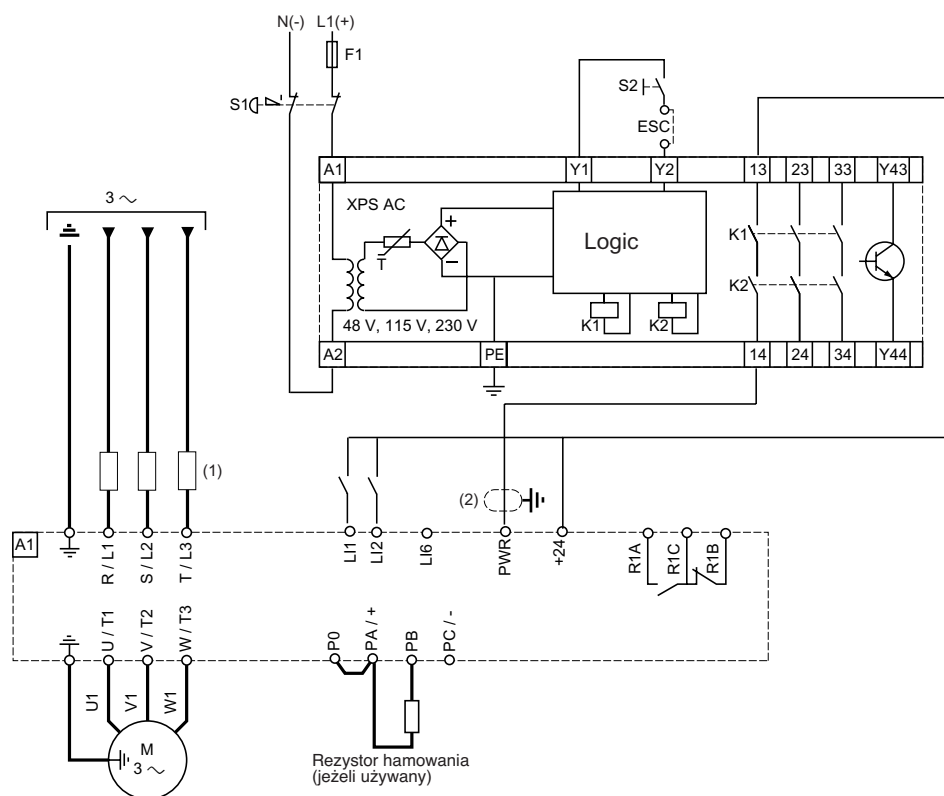 N(-) L1(+)
F1
S1
S2
ESC
A1 Y1 Y2 13 23 33 Y43
3 ~
XPS AC
+
T
−
Logic
K1
K2
48 V, 115 V, 230 V
K1 K2
A2 PE 14 24 34 Y44
(1)
(2)
A1
R / L1
S / L2
T / L3
LI1
LI2
LI6
PWR
+24
R1A
R1C
R1B
U / T1
V / T2
W / T3
P0
PA / +
PB
PC / -
U1
V1
W1
M
3 ~
Rezystor hamowania
(jeżeli używany)